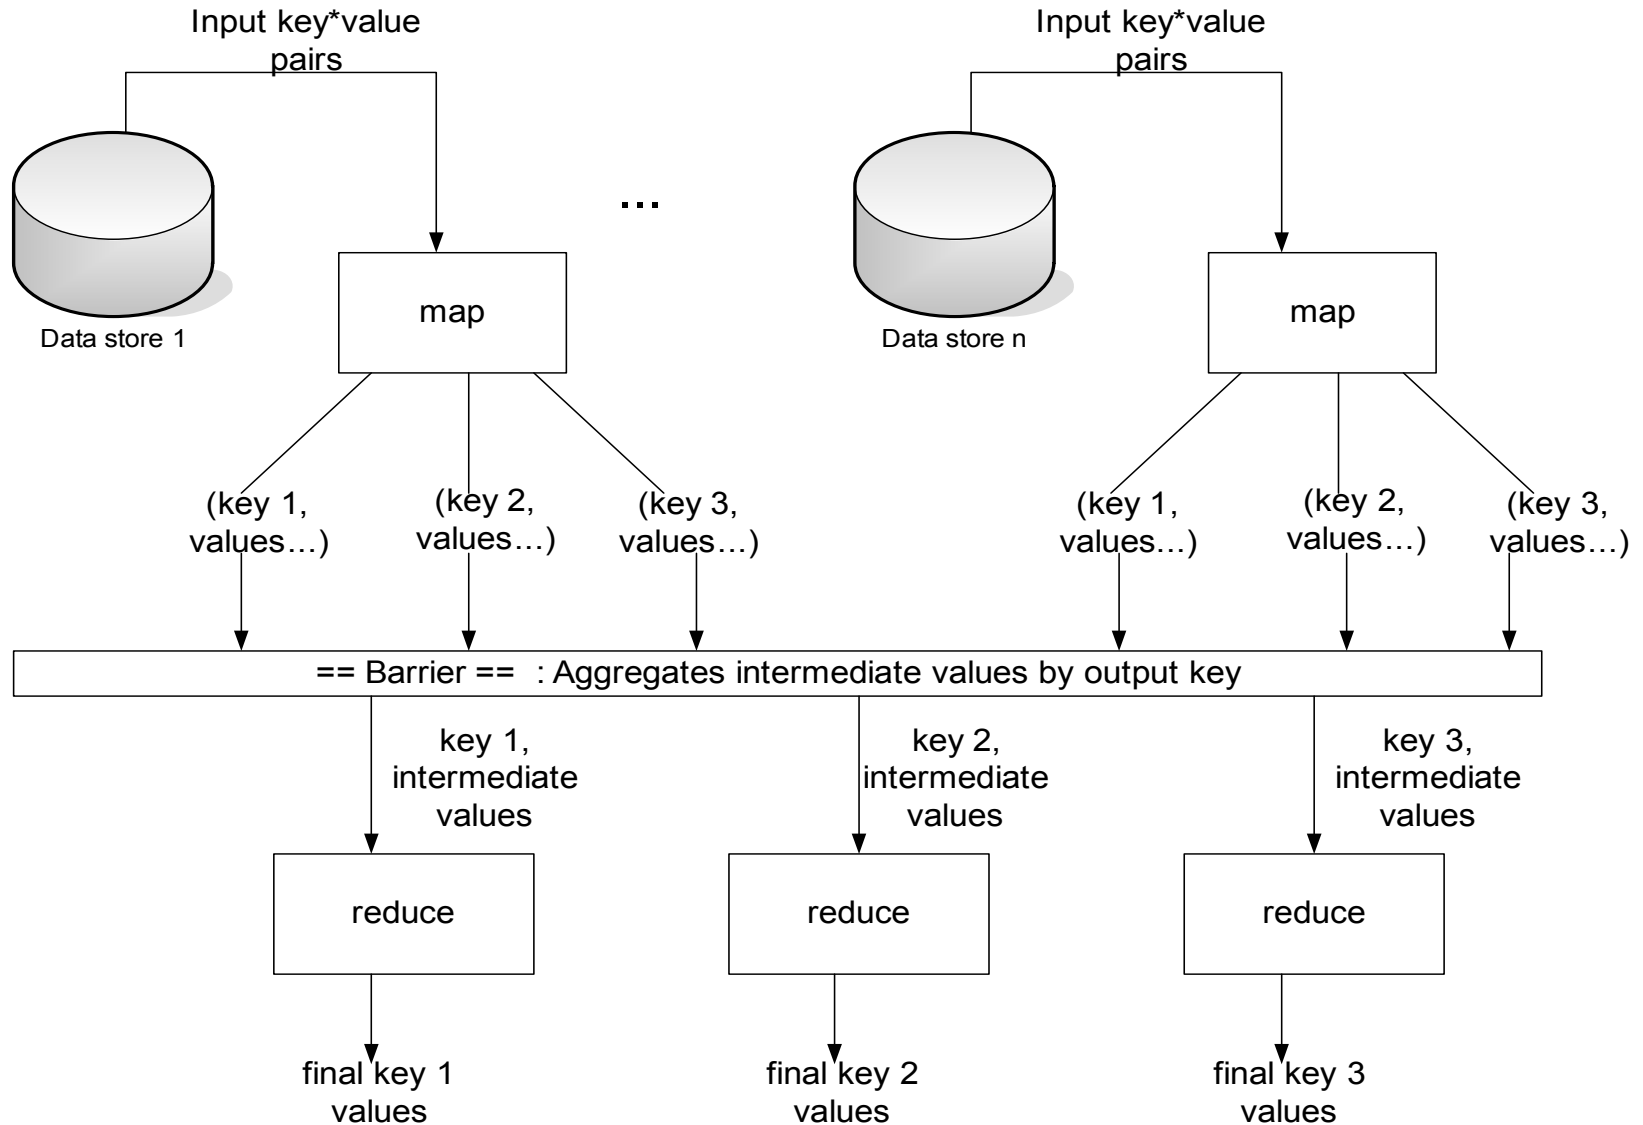 Input key*value
pairs
Input key*value
pairs
...
map
map
Data store 1
Data store n
(key 1,
values...)
(key 2,
values...)
(key 3,
values...)
(key 1,
values...)
(key 2,
values...)
(key 3,
values...)
== Barrier == : Aggregates intermediate values by output key
key 1,
intermediate
values
key 2,
intermediate
values
key 3,
intermediate
values
reduce
reduce
reduce
final key 1
values
final key 2
values
final key 3
values